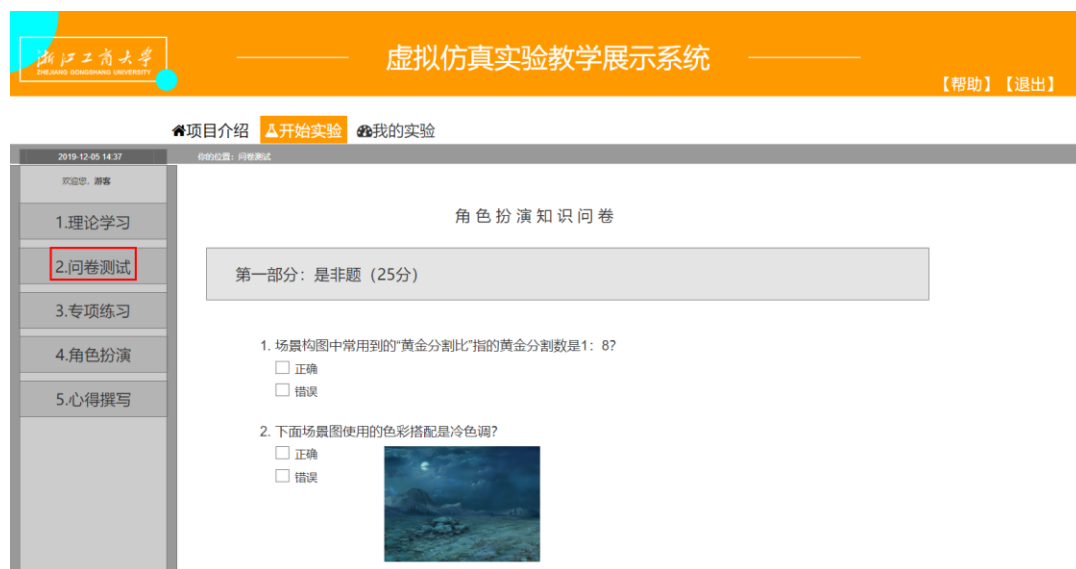 浙江工商大学
ZHEJIANG GONGSHANG UNIVERSITY
虚拟仿真实验教学展示系统
【帮助】【退出】
项目介绍 开始实验 我的实验
2019-12-05 14:37 你的位置：问卷测试
欢迎您，游客
1.理论学习
2.问卷测试
3.专项练习
4.角色扮演
5.心得撰写
角色扮演知识问卷
第一部分：是非题（25分）
1. 场景构图中常用到的“黄金分割比”指的黄金分割数是1：8?
正确
错误
2. 下面场景图使用的色彩搭配是冷色调?
正确
错误